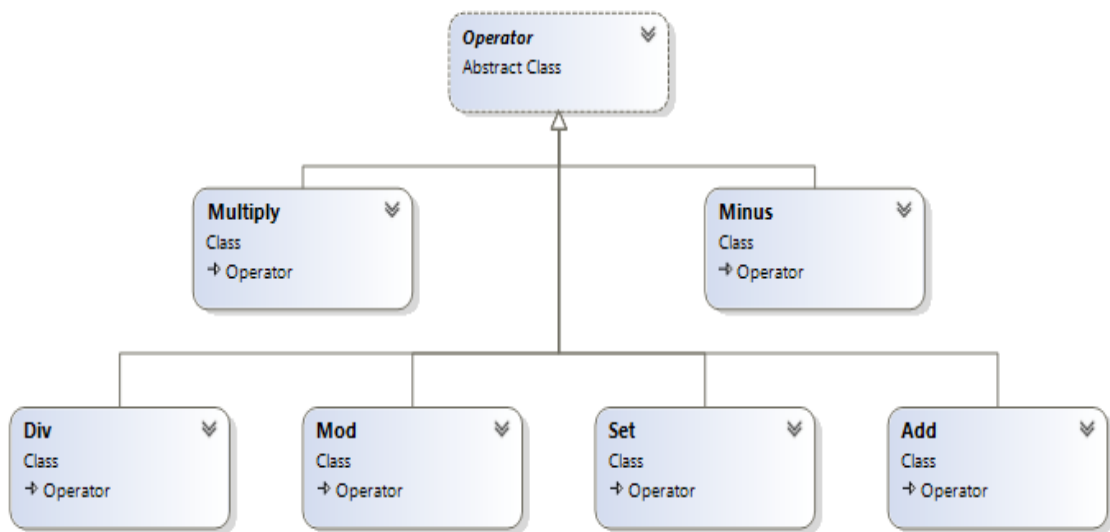 Operator
Abstract Class
Multiply
Class
Operator
Minus
Class
Operator
Div
Class
Operator
Mod
Class
Operator
Set
Class
Operator
Add
Class
Operator